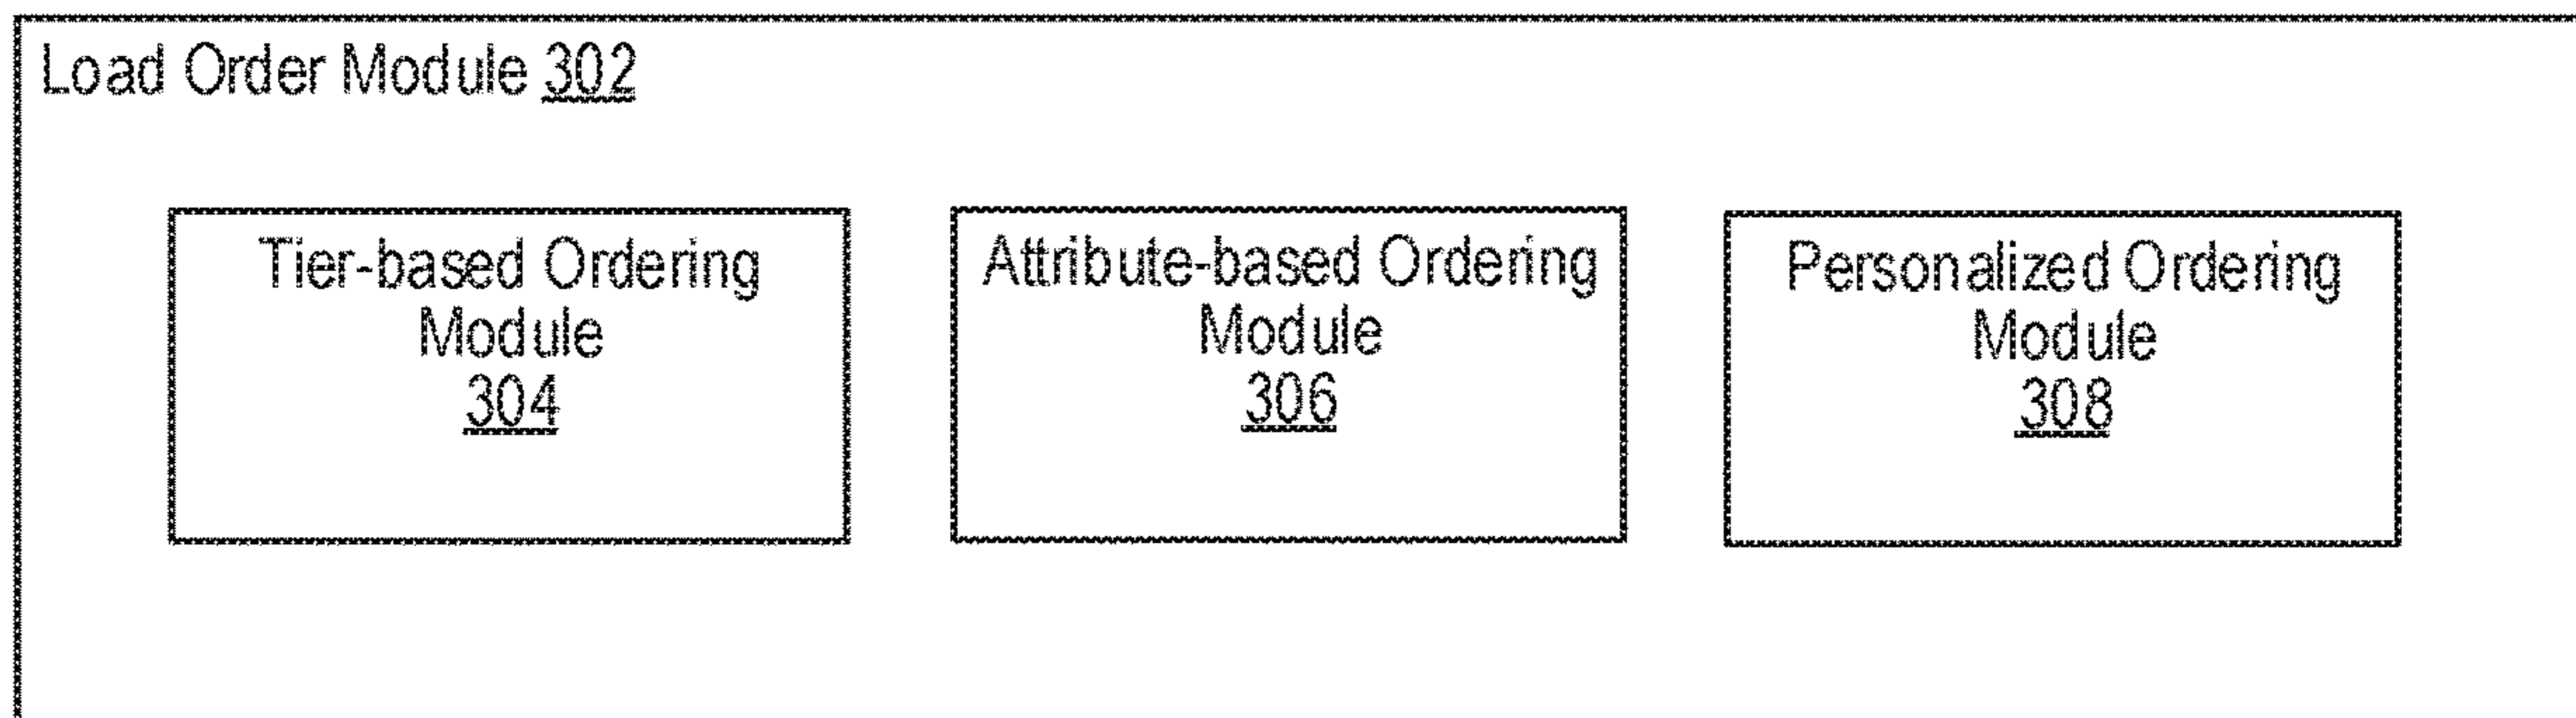 Load Order Module 302
Tier-based Ordering
Module
304
Attribute-based Ordering
Module
306
Personalized Ordering
Module
308